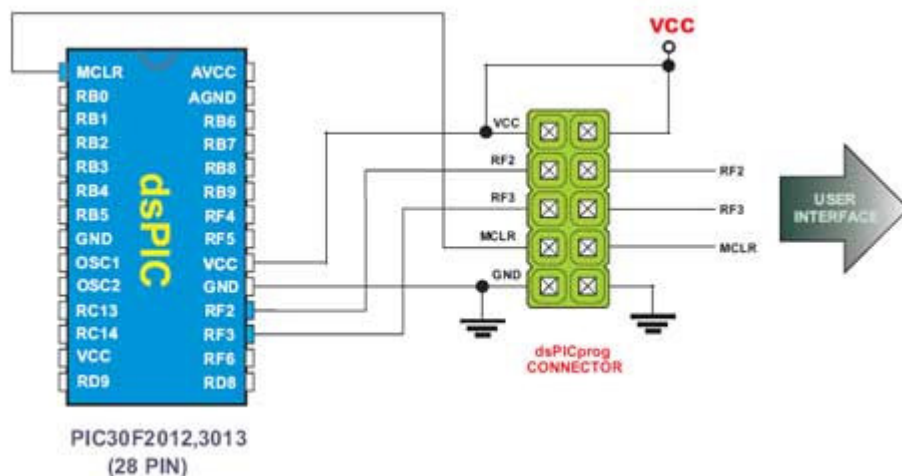 VCC
MCLR AVCC
RB0 AGND
RB1 RB6
RB2 RB7
RB3 RB8
RB4 RB9
RB5 RF4
GND RF5
OSC1 VCC
OSC2 GND
RC13 RF2
RC14 RF3
VCC RF6
RD9 RD8
dsPIC
PIC30F2012,3013
(28 PIN)
VCC
RF2
RF3
MCLR
GND
RF2
RF3
MCLR
dsPICprog
CONNECTOR
USER
INTERFACE